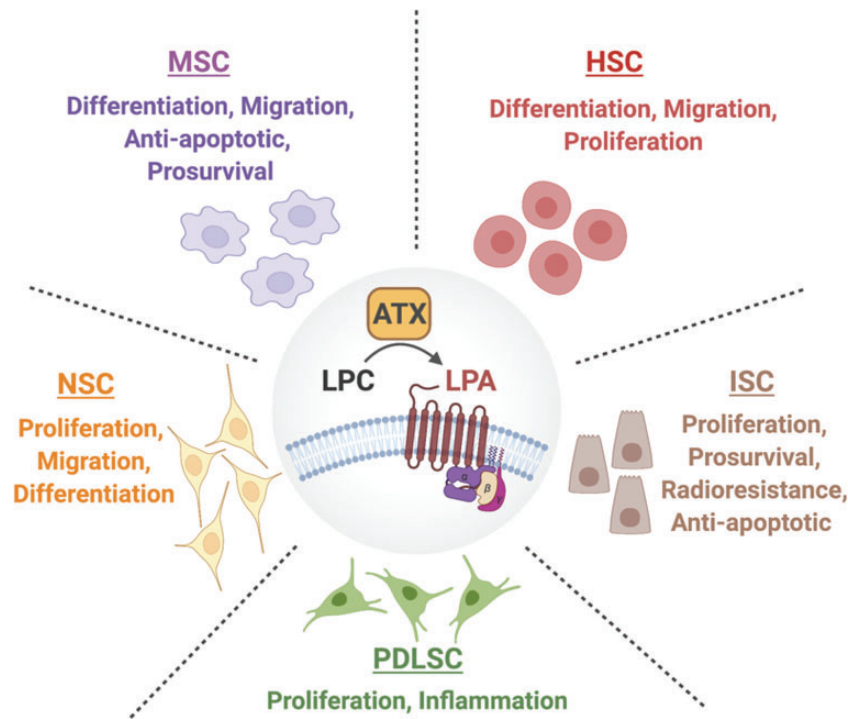 MSC
Differentiation, Migration,
Anti-apoptotic,
Prosurvival
HSC
Differentiation, Migration,
Proliferation
ATX
LPC
LPA
α
β
γ
NSC
Proliferation,
Migration,
Differentiation
ISC
Proliferation,
Prosurvival,
Radioresistance,
Anti-apoptotic
PDLSC
Proliferation, Inflammation